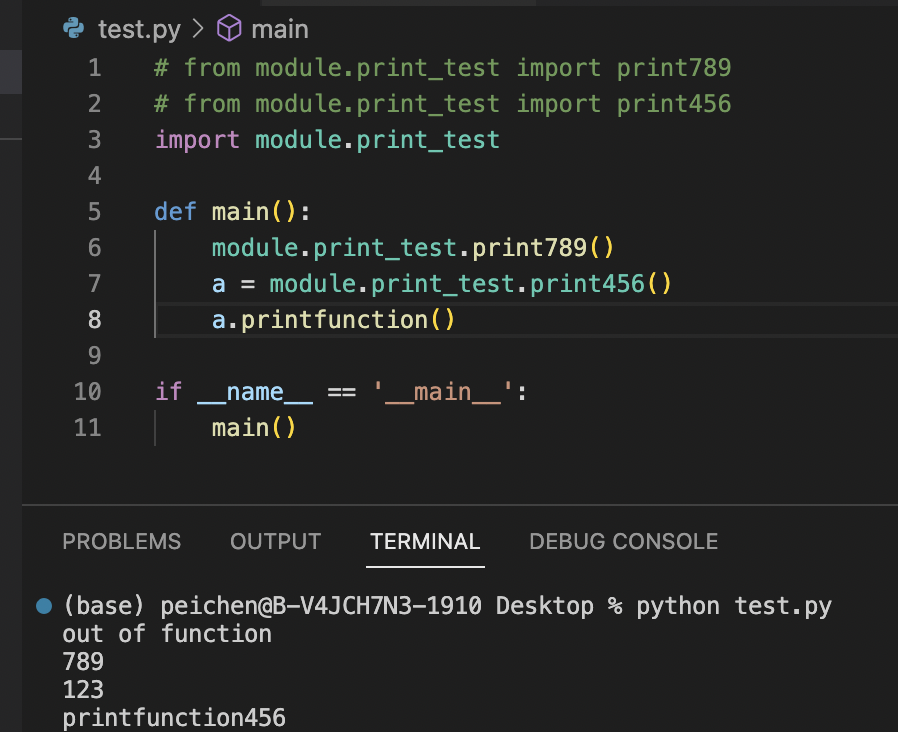 test.py > main
1 # from module.print_test import print789
2 # from module.print_test import print456
3 import module.print_test
4
5 def main():
6     module.print_test.print789()
7     a = module.print_test.print456()
8     a.printfunction()
9
10 if __name__ == '__main__':
11     main()
PROBLEMS OUTPUT TERMINAL DEBUG CONSOLE
(base) peichen@B-V4JCH7N3-1910 Desktop % python test.py
out of function
789
123
printfunction456